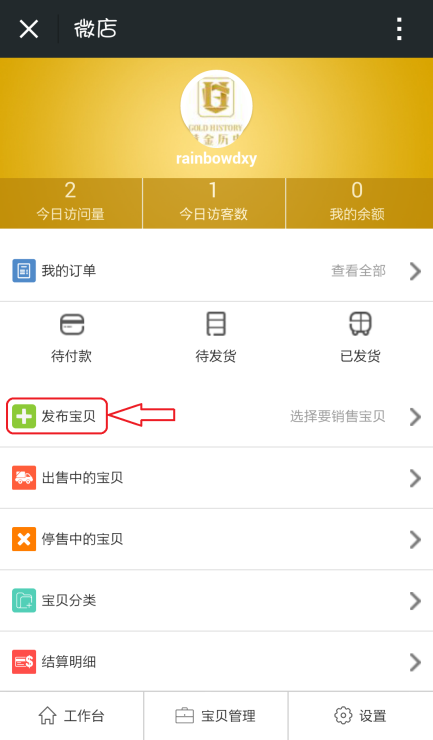 微店
GOLD HISTORY
金历
rainbowdxy
2 1 0
今日访问量 今日访客数 我的余额
我的订单 查看全部
待付款 待发货 已发货
发布宝贝 选择要销售宝贝
出售中的宝贝
停售中的宝贝
宝贝分类
结算明细
工作台 宝贝管理 设置